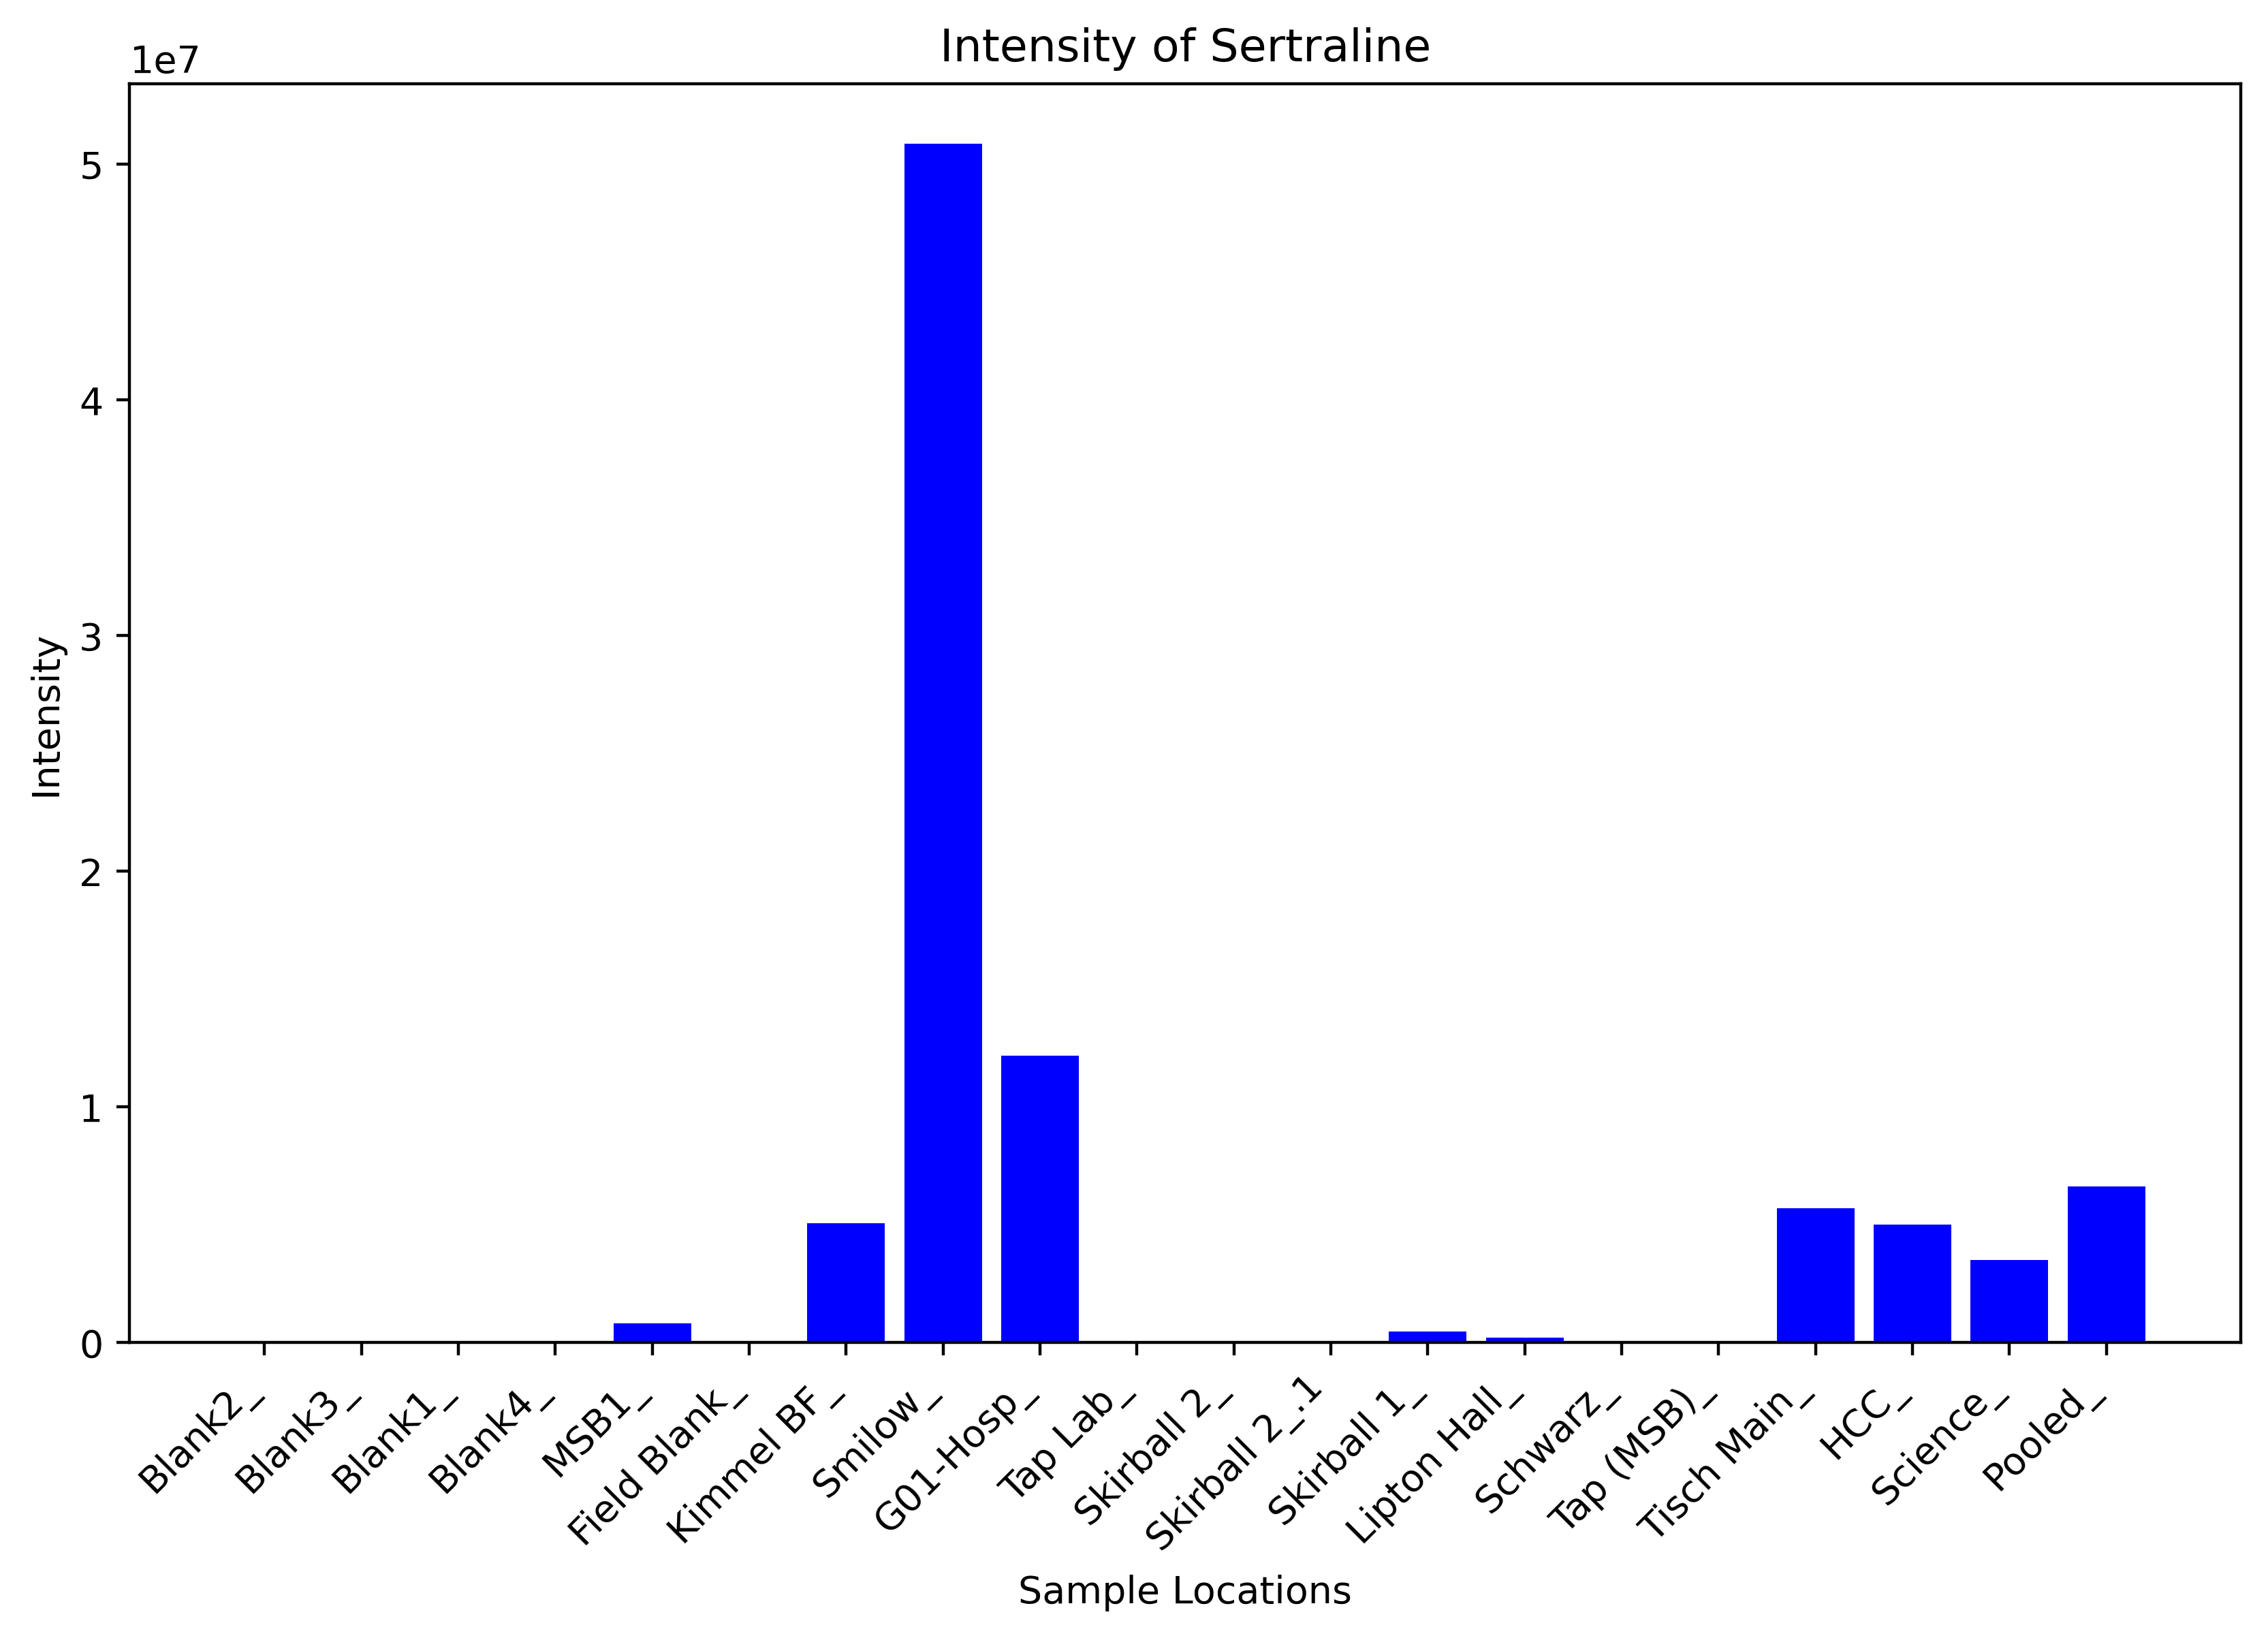 Intensity of Sertraline
1e7
5
4
3
2
1
0
Intensity
Blank2_
Blank3_
Blank1_
Blank4_
MSB1_
Field Blank_
Kimmel BF_
Smilow_
G01-Hosp_
Tap Lab_
Skirball 2_
Skirball 2_.1
Skirball 1_
Lipton Hall_
Schwarz_
Tap (MSB)_
Tisch Main_
HCC_
Science_
Pooled_
Sample Locations